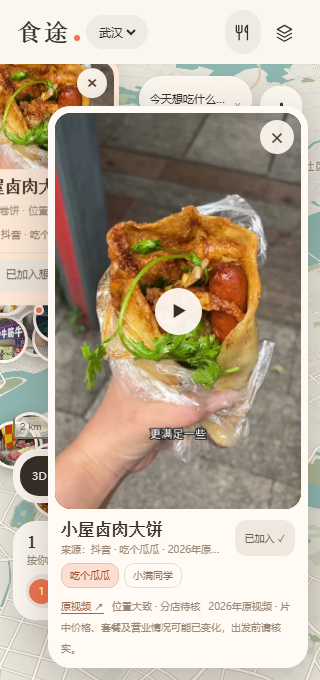 食途
武汉
今天想吃什么…
卤肉大
卷饼 · 位置
抖音 · 吃个
已加入想
牛筋牛
2 km
3D
1
按你
1
更满足一些
小屋卤肉大饼
已加入 ✓
来源：抖音 · 吃个瓜瓜 · 2026年原…
吃个瓜瓜
小满同学
原视频 ↗ 位置大致 · 分店待核 2026年原视频 · 片
中价格、套餐及营业情况可能已变化，出发前请核
实。